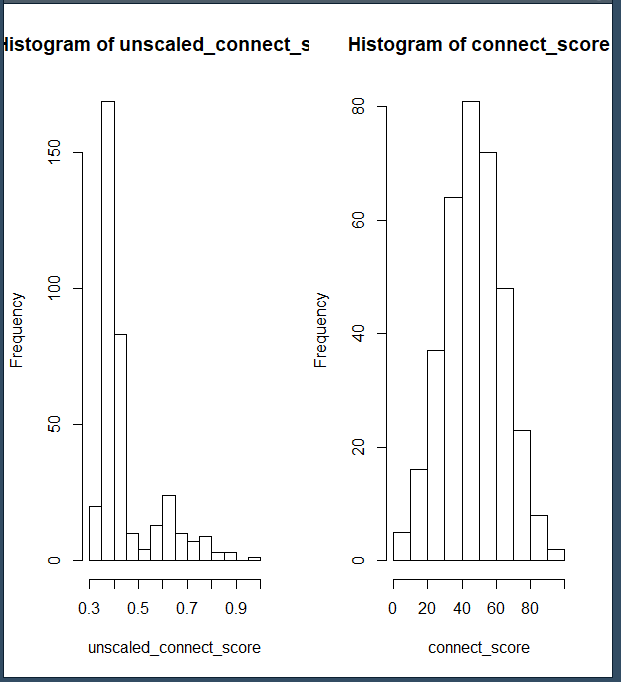 Histogram of unscaled_connect_s
Frequency
0
50
100
150
0.3 0.5 0.7 0.9
unscaled_connect_score
Histogram of connect_score
Frequency
0
20
40
60
80
0 20 40 60 80
connect_score